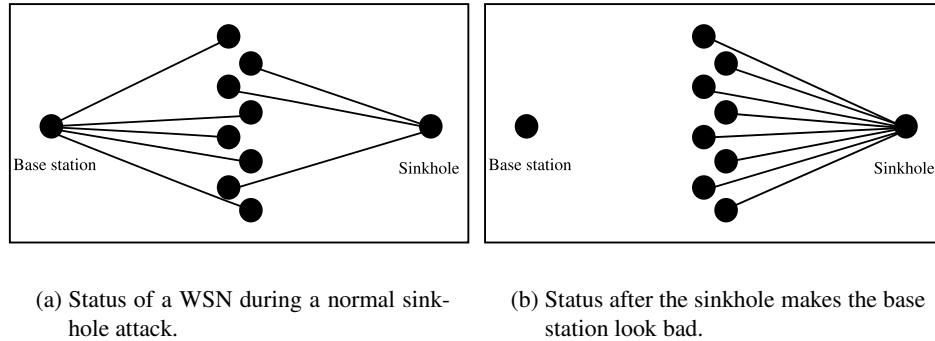 Base station
Sinkhole
Base station
Sinkhole
(a) Status of a WSN during a normal sink-
hole attack.
(b) Status after the sinkhole makes the base
station look bad.